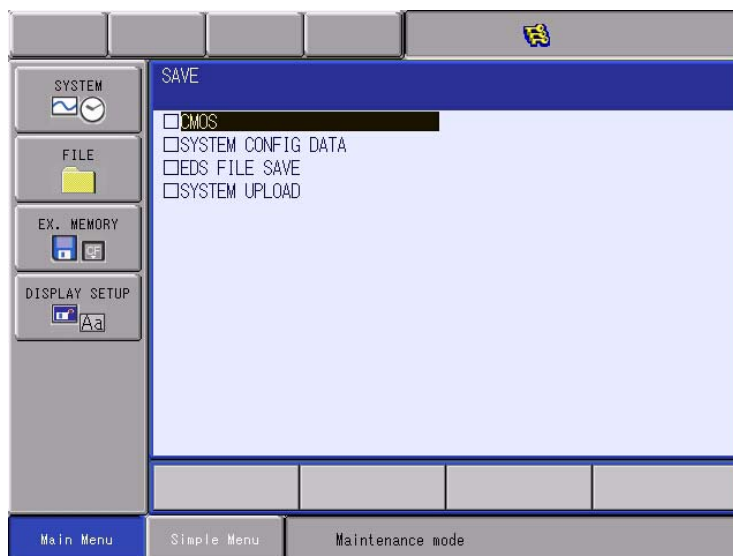 SYSTEM
FILE
EX. MEMORY
CF
DISPLAY SETUP
Aa
SAVE
CMOS
SYSTEM CONFIG DATA
EDS FILE SAVE
SYSTEM UPLOAD
Main Menu
Simple Menu
Maintenance mode